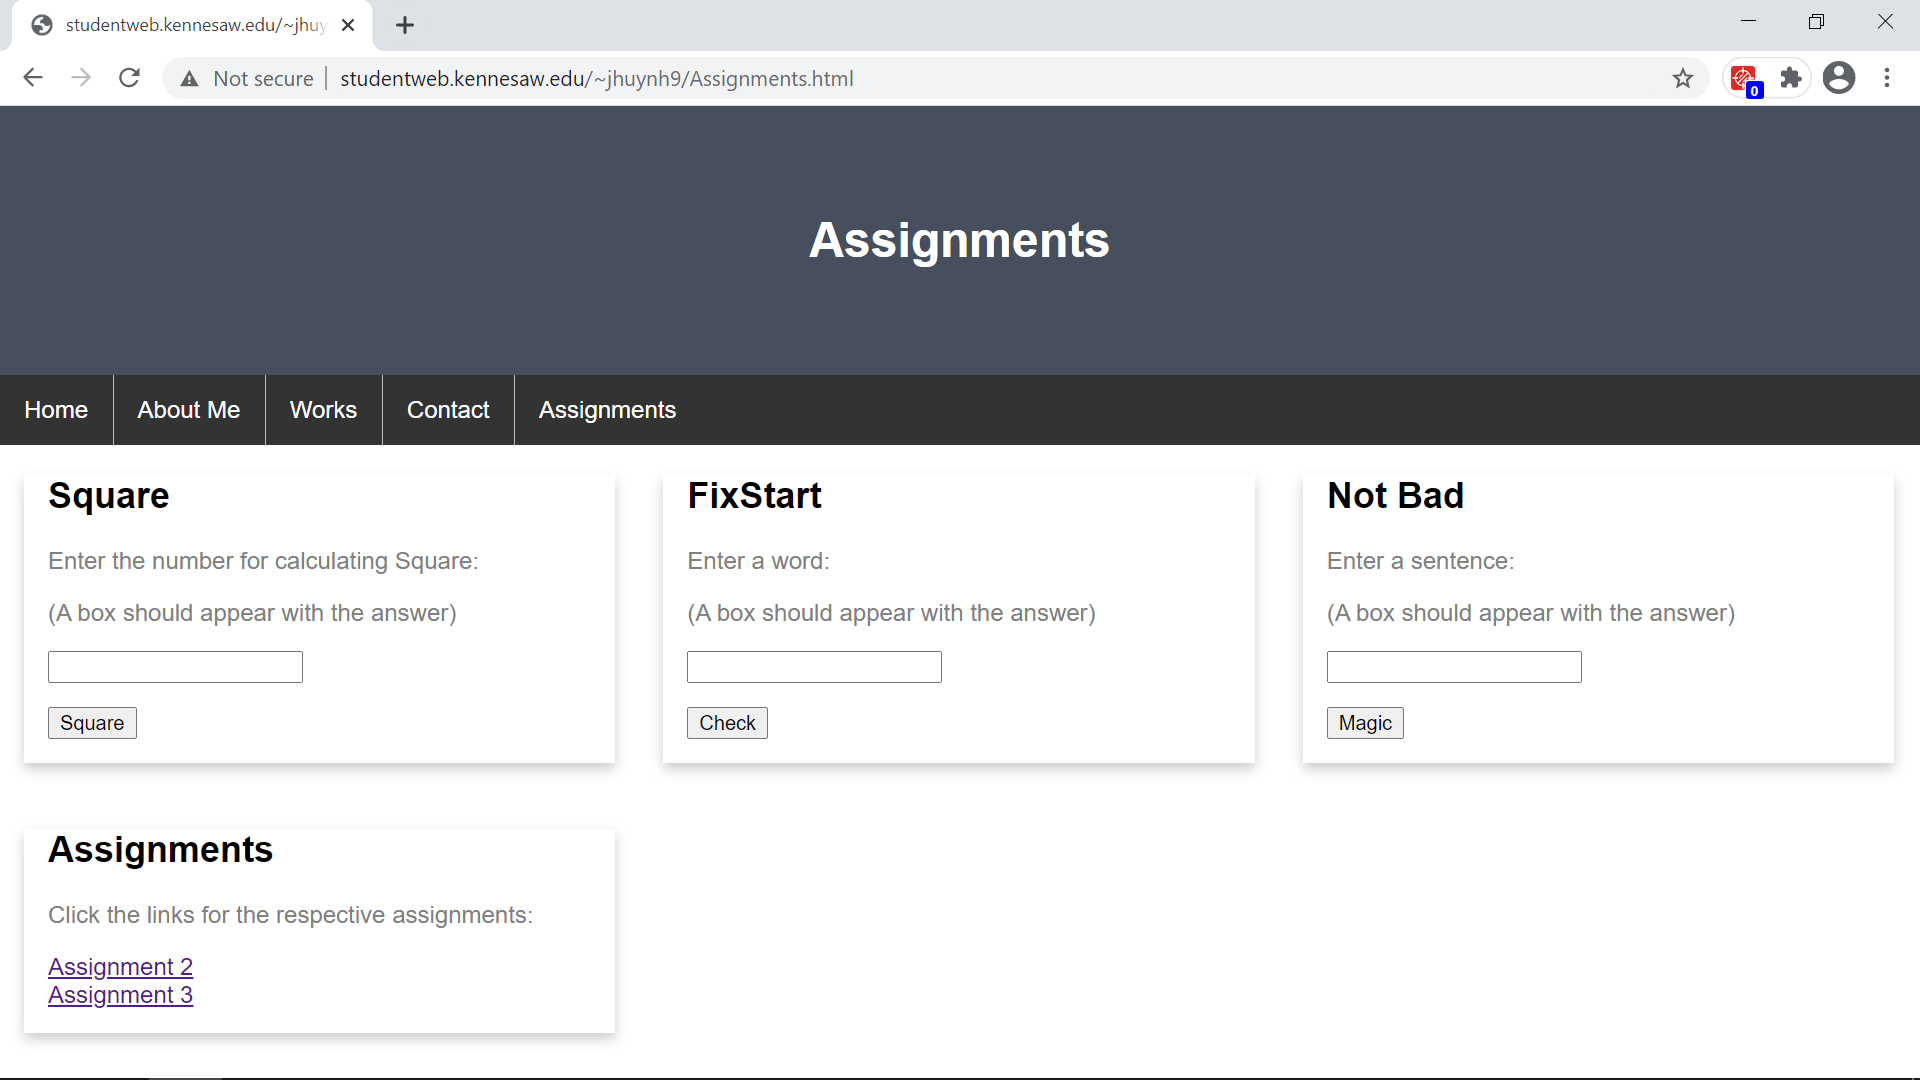 studentweb.kennesaw.edu/~jhuy
Not secure studentweb.kennesaw.edu/~jhuynh9/Assignments.html
0
Assignments
Home About Me Works Contact Assignments
Square
Enter the number for calculating Square:
(A box should appear with the answer)
Square
FixStart
Enter a word:
(A box should appear with the answer)
Check
Not Bad
Enter a sentence:
(A box should appear with the answer)
Magic
Assignments
Click the links for the respective assignments:
Assignment 2
Assignment 3